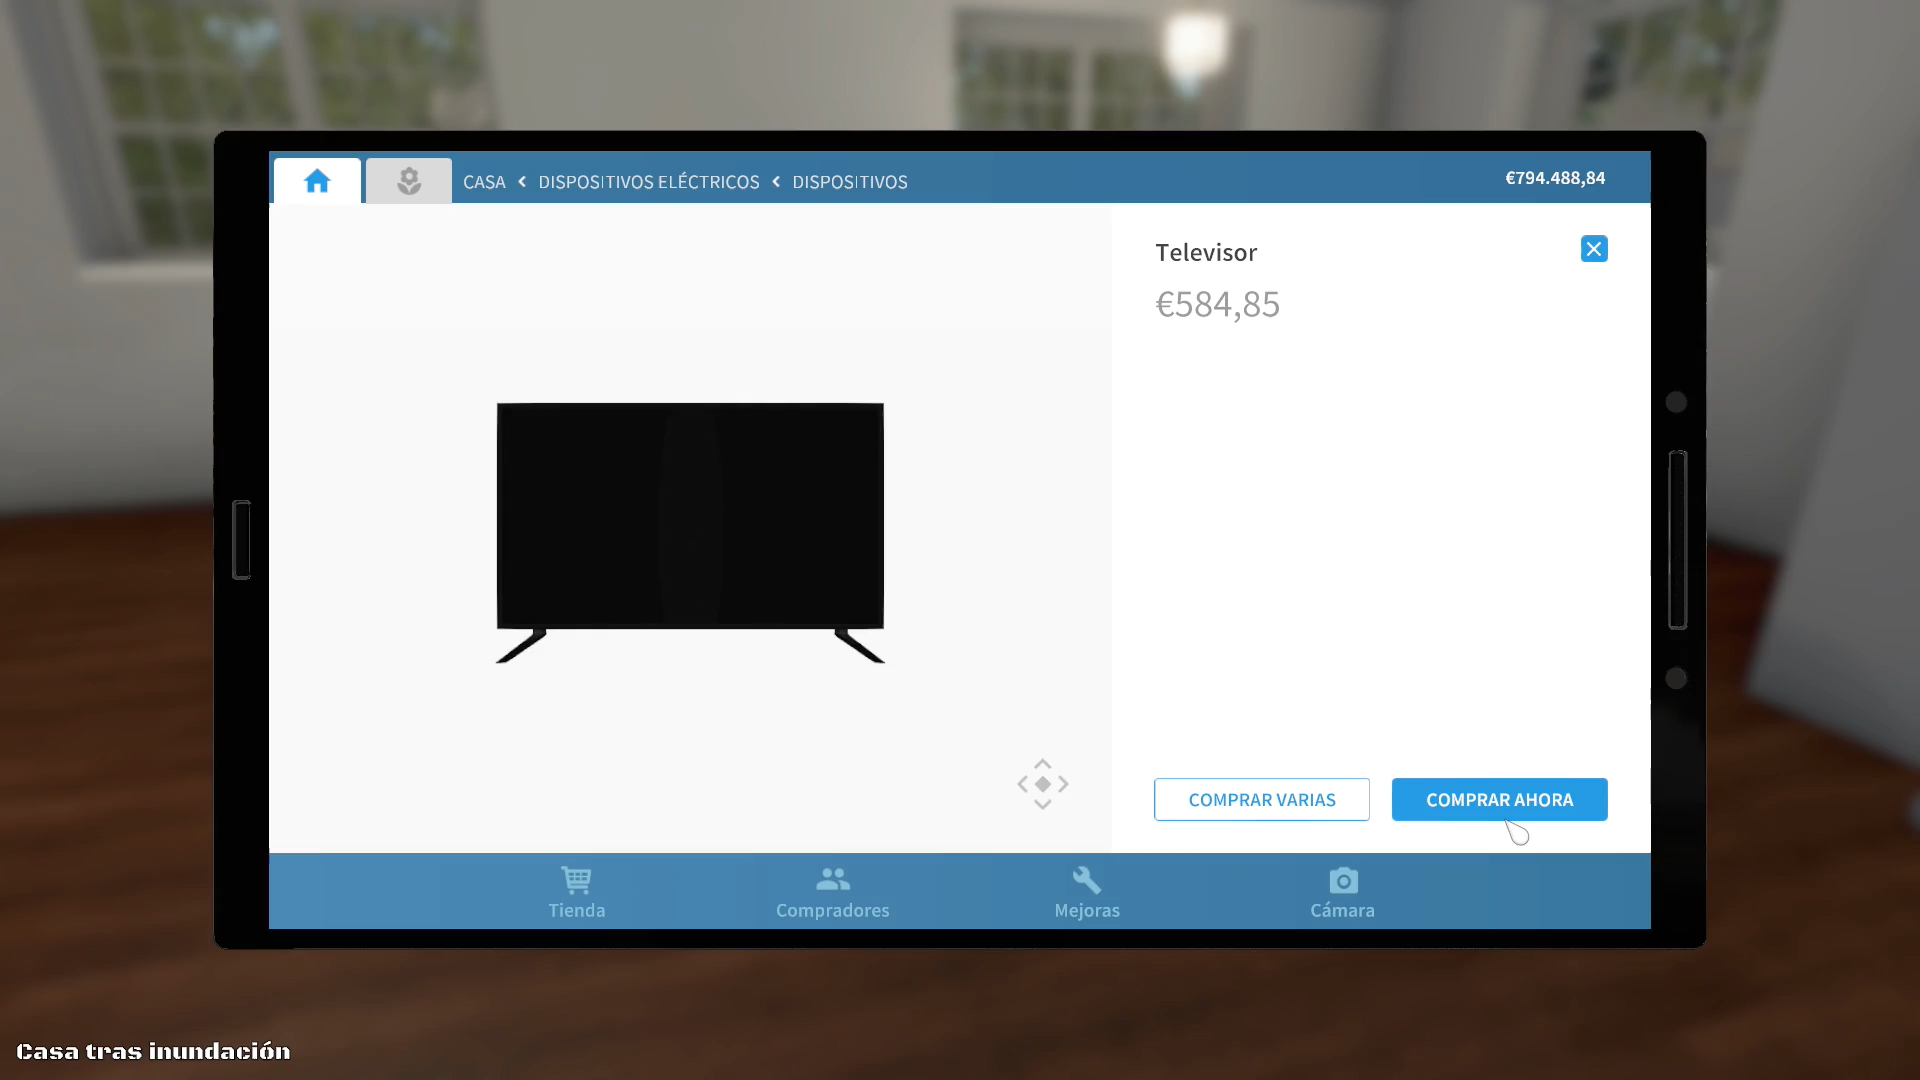 CASA < DISPOSITIVOS ELÉCTRICOS < DISPOSITIVOS
€794.488,84
Televisor
€584,85
COMPRAR VARIAS
COMPRAR AHORA
Tienda
Compradores
Mejoras
Cámara
Casa tras inundación